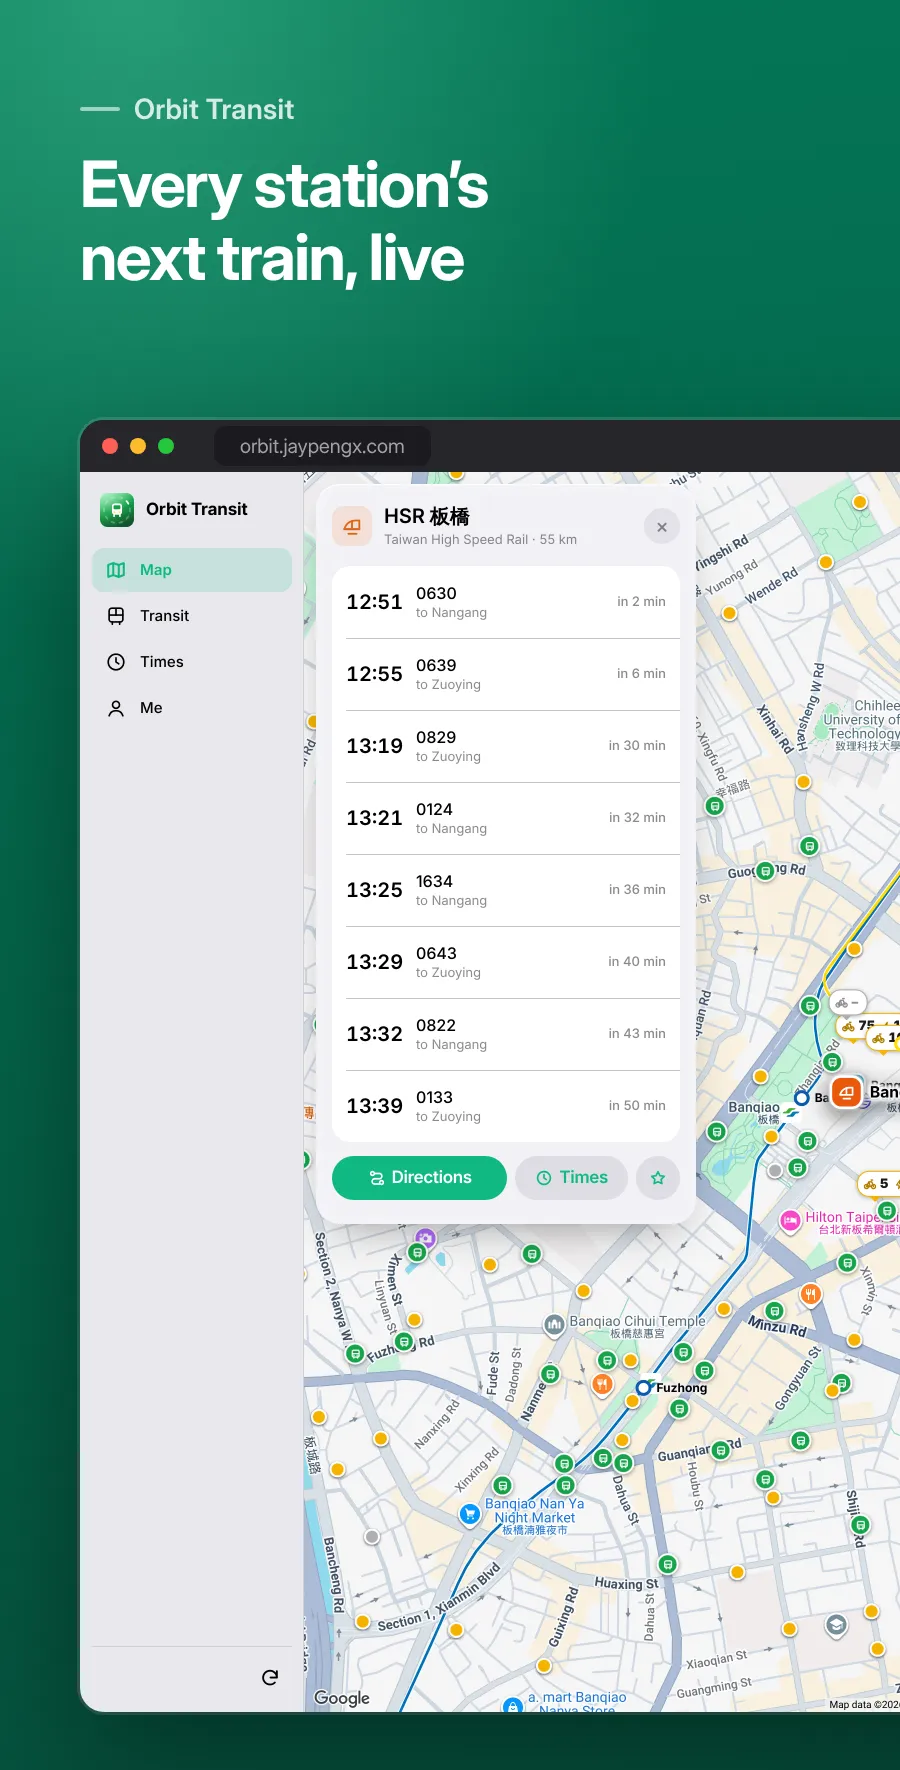 Orbit Transit
Every station's
next train, live
orbit.jaypengx.com
Orbit Transit
Map
Transit
Times
Me
HSR 板橋
Taiwan High Speed Rail · 55 km
12:51
0630
to Nangang
in 2 min
12:55
0639
to Zuoying
in 6 min
13:19
0829
to Zuoying
in 30 min
13:21
0124
to Nangang
in 32 min
13:25
1634
to Nangang
in 36 min
13:29
0643
to Zuoying
in 40 min
13:32
0822
to Nangang
in 43 min
13:39
0133
to Zuoying
in 50 min
Directions
Times
Yunong Rd
Wende Rd
Hansheng W Rd
Xinhai Rd
Chihlee
University of
Technology
致理科技大學
幸福路
Banqiao
板橋
5
Hilton Taipei
台北新板希爾頓
Section 2, Nanya W
Ximen St
Linyuan St
Banqiao Cihui Temple
板橋慈惠宮
Minzu Rd
Xinmin St
Fude St
Dadong St
Gongyuan St
Fuzhong
Nanxing Rd
板城路
Xinxing Rd
Houbu St
Dahua St
Banqiao Nan Ya
Night Market
板橋湳雅夜市
Bancheng Rd
Huaxing St
Dahua St
Section 1, Xianmin Blvd
Guixing Rd
Xiaoqian St
Guangming St
Google
a. mart Banqiao
Nanya Store
Map data ©202